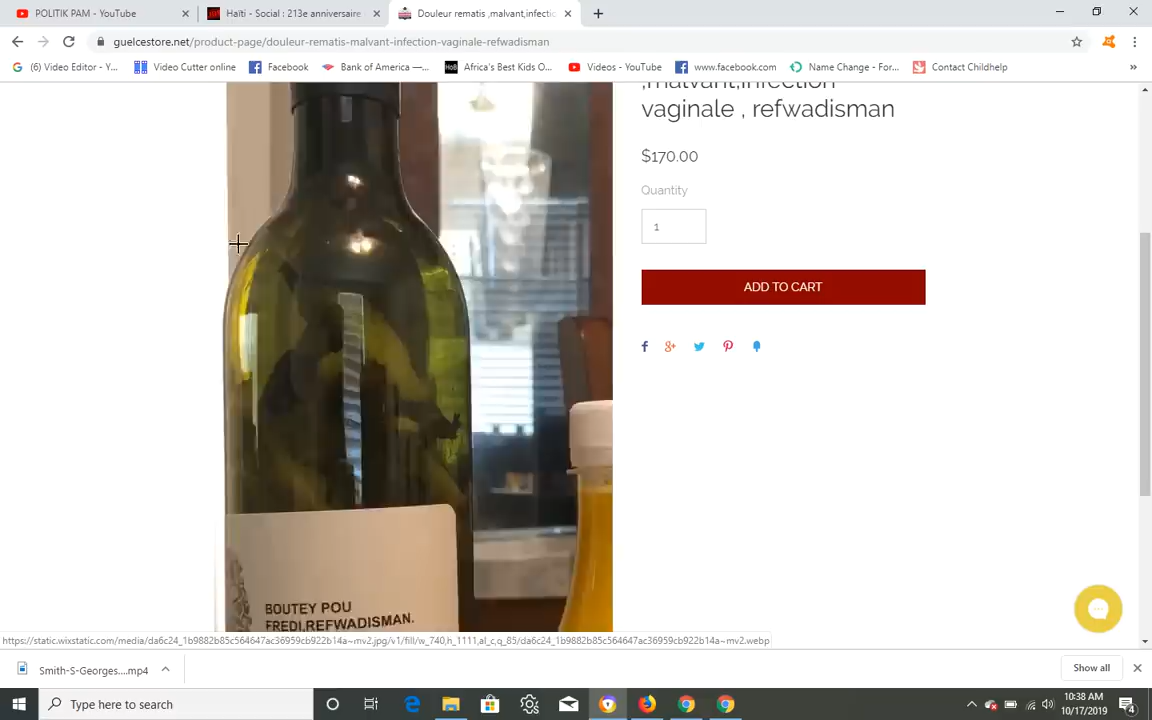 POLITIK PAM - YouTube
Haïti - Social : 213e anniversaire
Douleur rematis ,malvant,infectio
guelcestore.net/product-page/douleur-rematis-malvant-infection-vaginale-refwadisman
(6) Video Editor - Y...
Video Cutter online
Facebook
Bank of America —...
Africa's Best Kids O...
Videos - YouTube
www.facebook.com
Name Change - For...
Contact Childhelp
»
,malvant,infection
vaginale , refwadisman
$170.00
Quantity
1
ADD TO CART
BOUTEY POU
FREDI,REFWADISMAN.
https://static.wixstatic.com/media/da6c24_1b9882b85c564647ac36959cb922b14a~mv2.jpg/v1/fill/w_740,h_1111,al_c,q_85/da6c24_1b9882b85c564647ac36959cb922b14a~mv2.webp
Smith-S-Georges....mp4
Show all
Type here to search
10:38 AM
10/17/2019
4